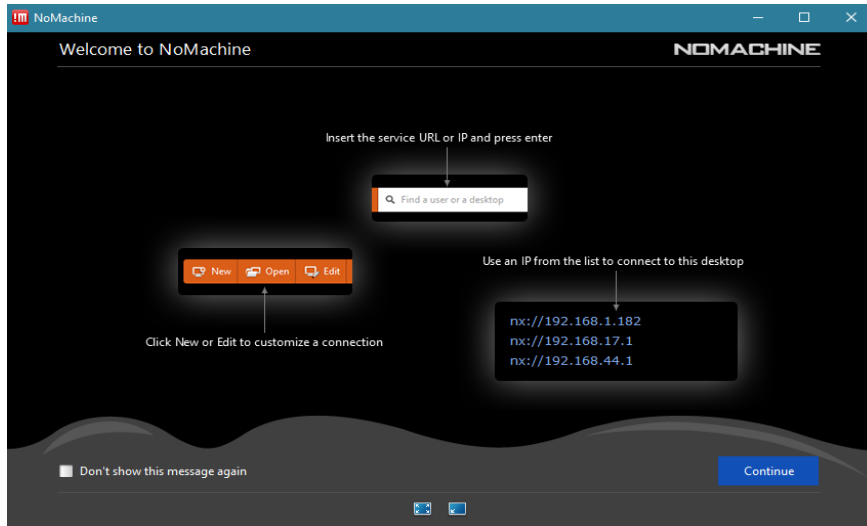 NoMachine
Welcome to NoMachine
NOMACHINE
Insert the service URL or IP and press enter
Find a user or a desktop
New Open Edit
Use an IP from the list to connect to this desktop
Click New or Edit to customize a connection
nx://192.168.1.182
nx://192.168.17.1
nx://192.168.44.1
Don't show this message again
Continue